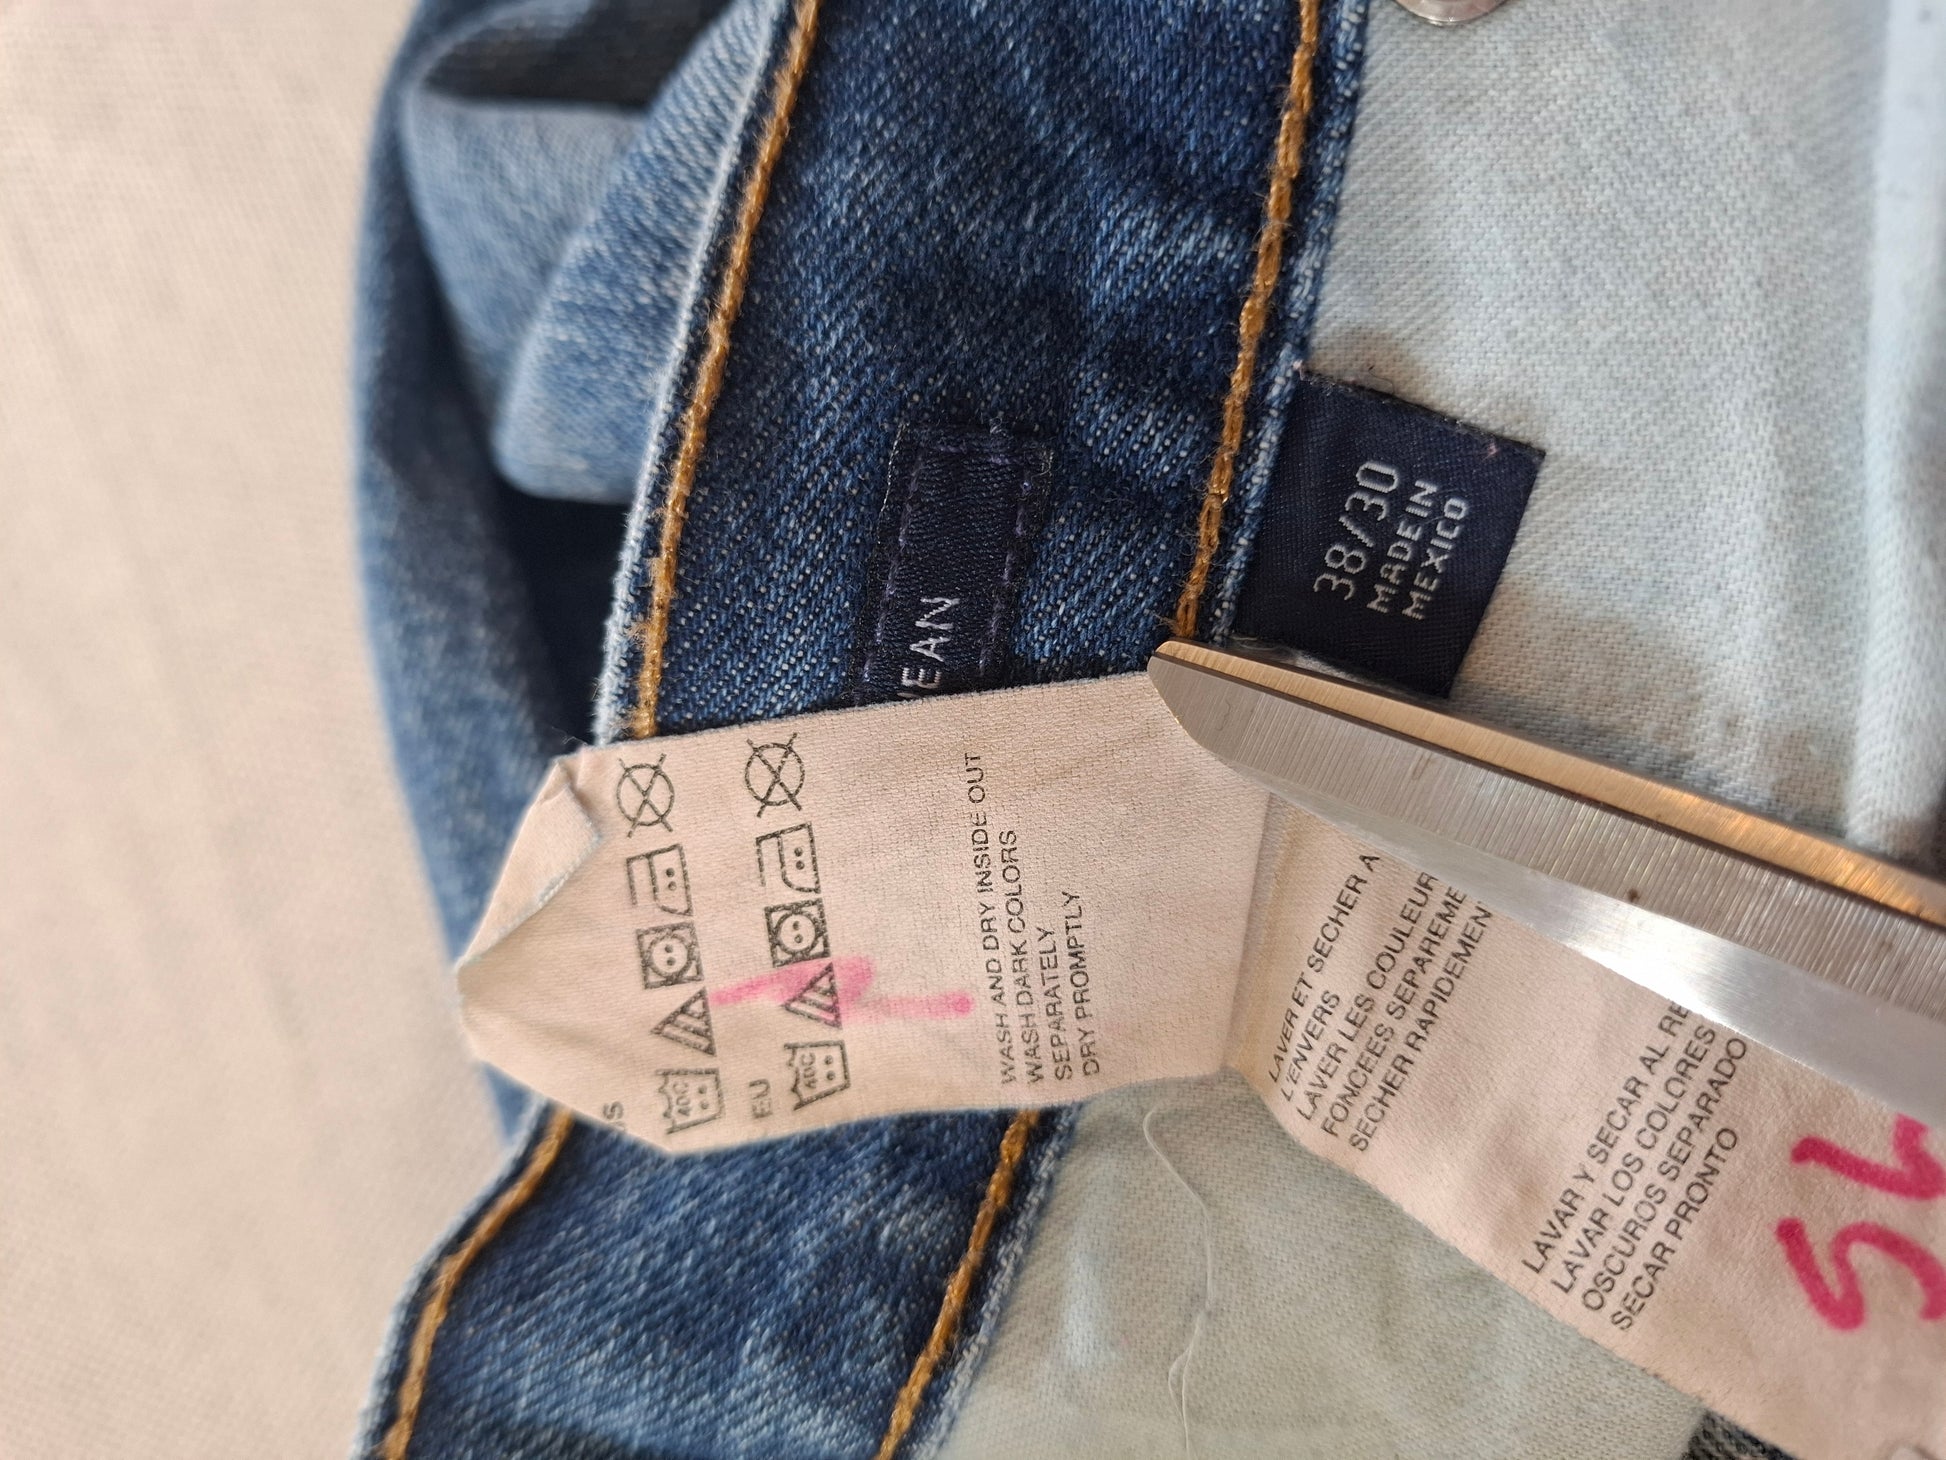 38/30
MADE IN
MEXICO
EAN
40C
EU
40C
WASH AND DRY INSIDE OUT
WASH DARK COLORS
SEPARATELY
DRY PROMPTLY
LAVER ET SECHER A
L'ENVERS
LAVER LES COULEUR
FONCEES SEPAREME
SECHER RAPIDEMEN
LAVAR Y SECAR AL RE
LAVAR LOS COLORES
OSCUROS SEPARADO
SECAR PRONTO